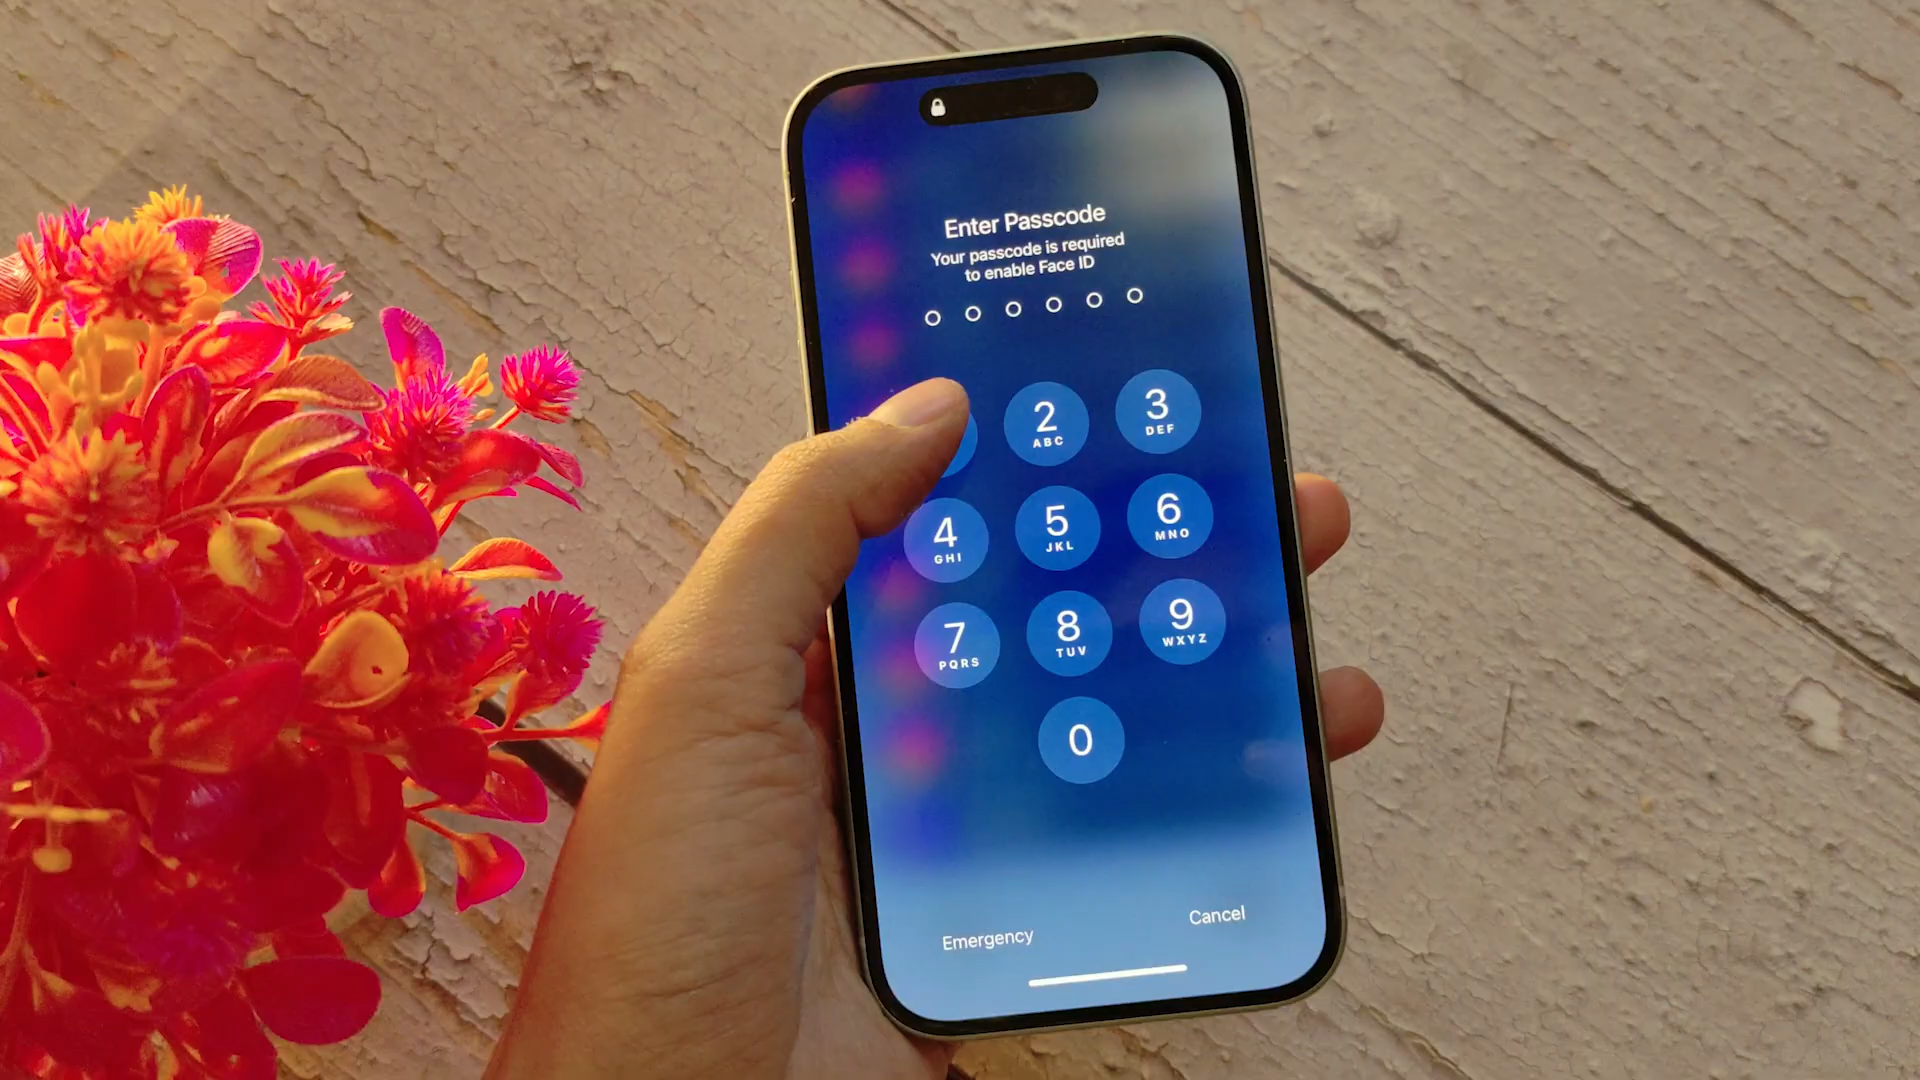 Enter Passcode
Your passcode is required
to enable Face ID
2
ABC
3
DEF
4
GHI
5
JKL
6
MNO
7
PQRS
8
TUV
9
WXYZ
0
Emergency
Cancel